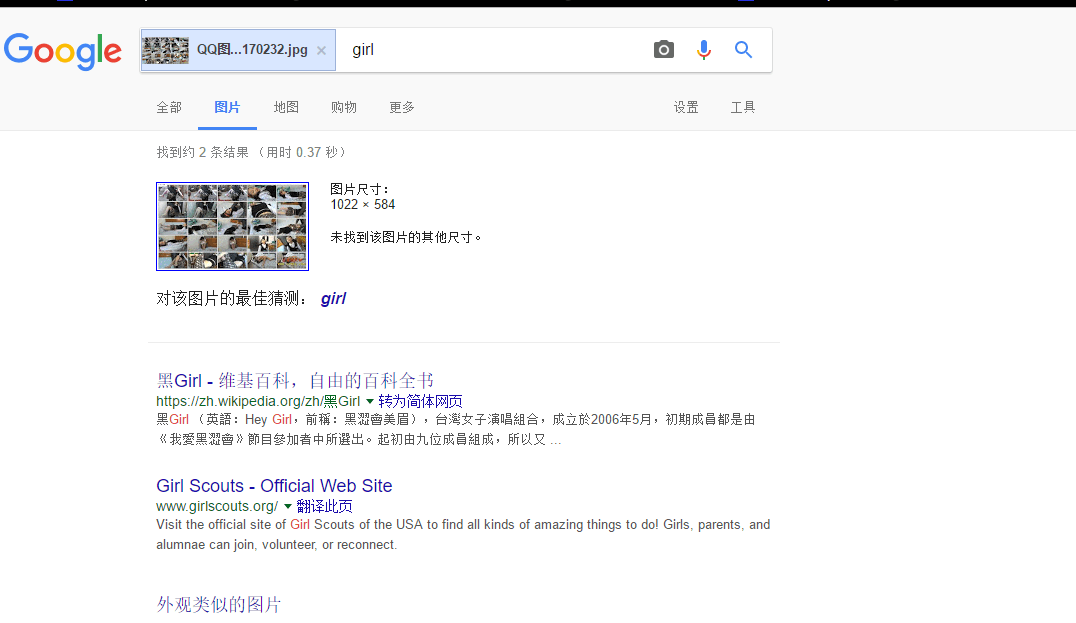 Google
QQ图...170232.jpg × girl
全部 图片 地图 购物 更多 设置 工具
找到约 2 条结果 （用时 0.37 秒）
图片尺寸：
1022 × 584
未找到该图片的其他尺寸。
对该图片的最佳猜测： girl
黑Girl - 维基百科，自由的百科全书
https://zh.wikipedia.org/zh/黑Girl 转为简体网页
黑Girl （英語：Hey Girl，前稱：黑澀會美眉），台灣女子演唱組合，成立於2006年5月，初期成員都是由
《我愛黑澀會》節目參加者中所選出。起初由九位成員組成，所以又 ...
Girl Scouts - Official Web Site
www.girlscouts.org/ 翻译此页
Visit the official site of Girl Scouts of the USA to find all kinds of amazing things to do! Girls, parents, and
alumnae can join, volunteer, or reconnect.
外观类似的图片